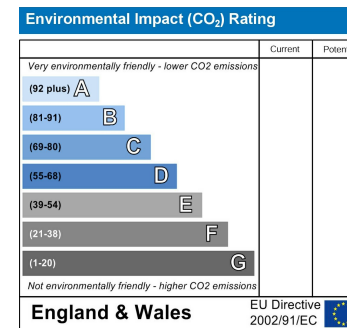 Environmental Impact (CO₂) Rating
Current Poten
Very environmentally friendly - lower CO2 emissions
(92 plus) A
(81-91) B
(69-80) C
(55-68) D
(39-54) E
(21-38) F
(1-20) G
Not environmentally friendly - higher CO2 emissions
England & Wales
EU Directive
2002/91/EC